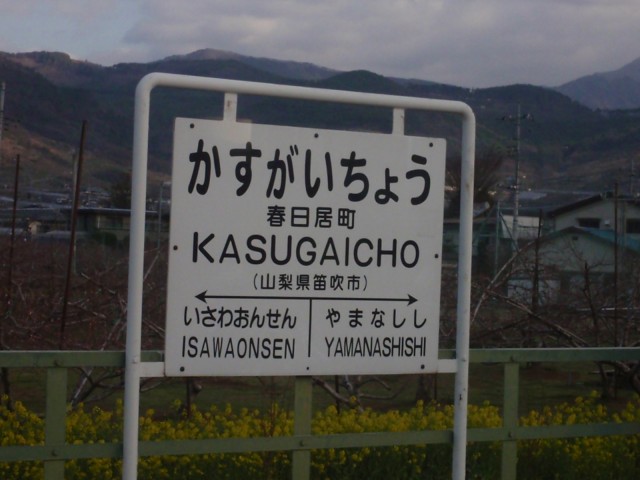 かすがいちょう
春日居町
KASUGAICHO
(山梨県笛吹市)
いさわおんせん やまなしし
ISAWAONSEN YAMANASHISHI